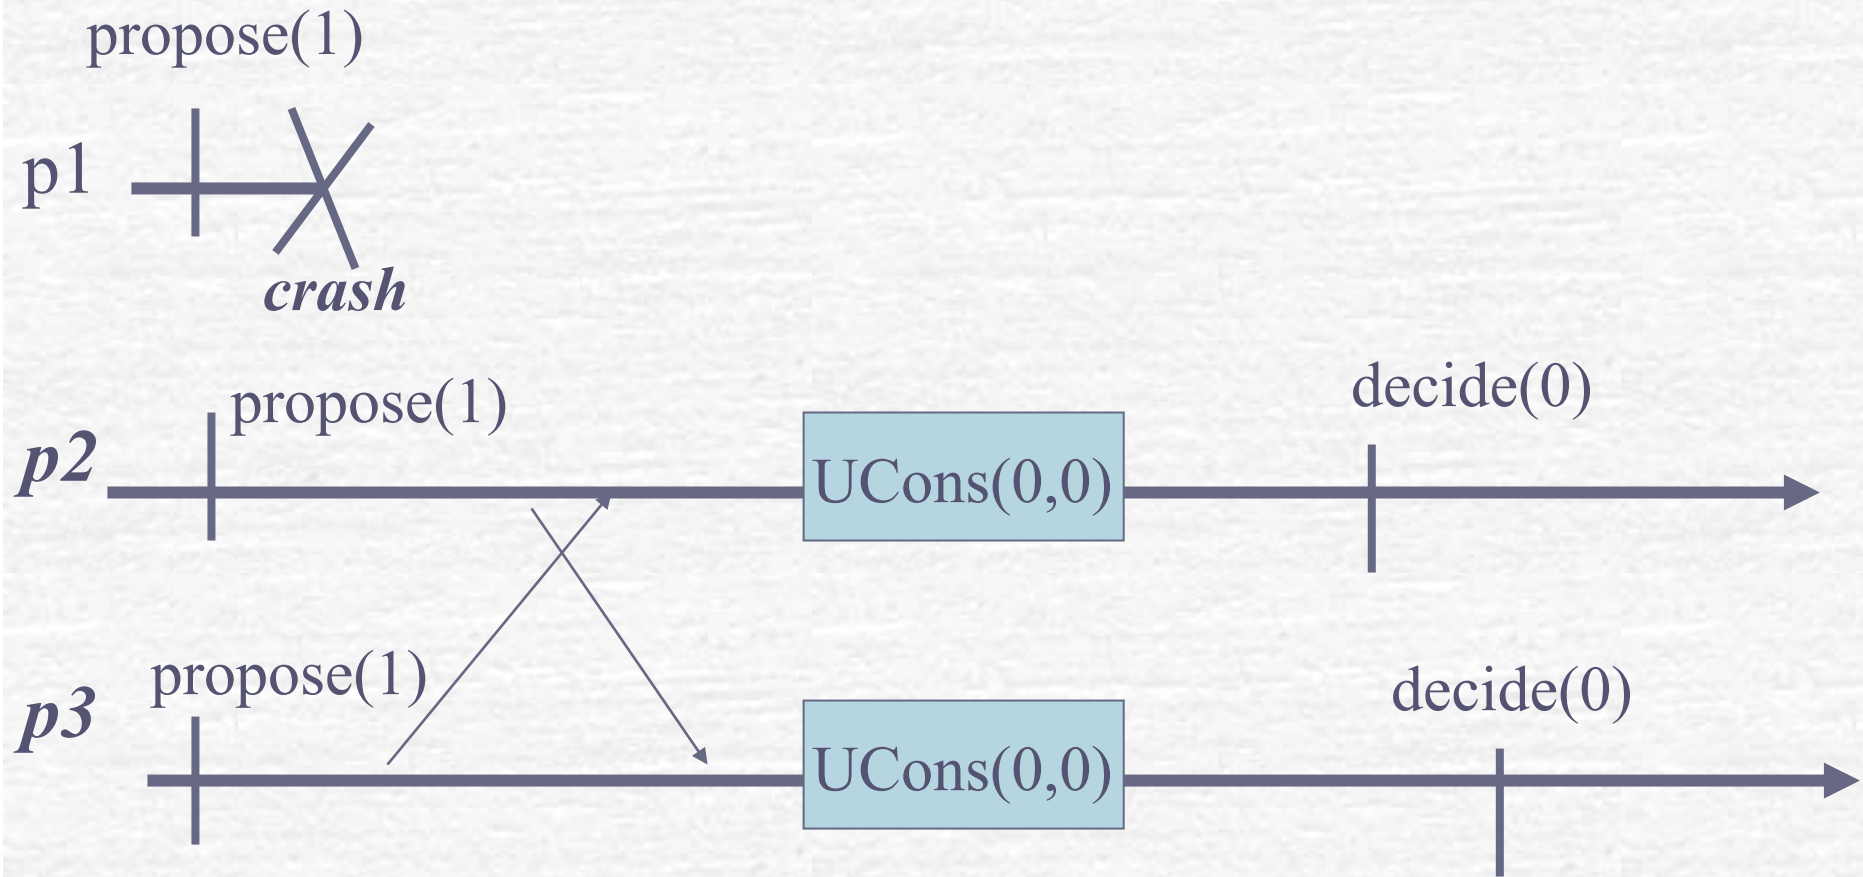 propose(1)
p1
crash
propose(1)
decide(0)
p2
UCons(0,0)
propose(1)
decide(0)
p3
UCons(0,0)